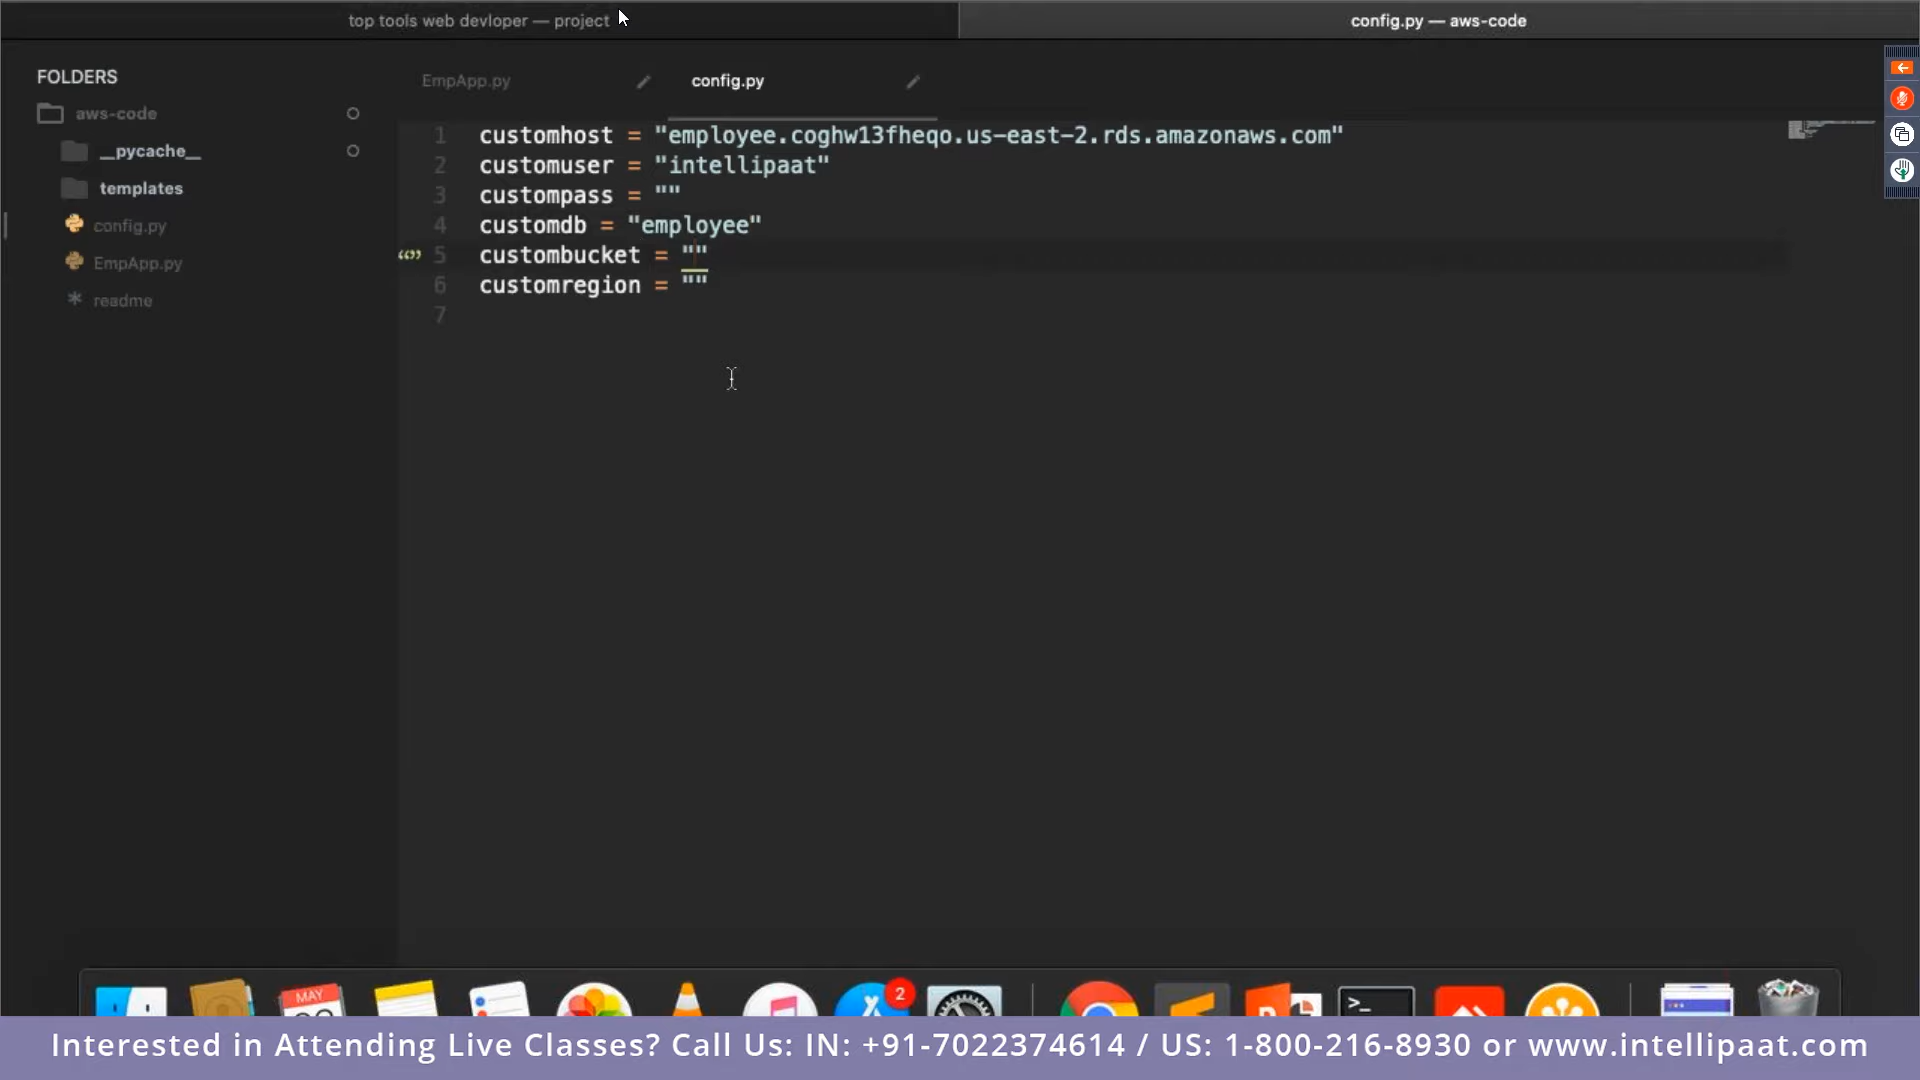 top tools web devloper — project
config.py — aws-code
FOLDERS
aws-code
__pycache__
templates
config.py
EmpApp.py
readme
EmpApp.py
config.py
1 customhost = "employee.coghw13fheqo.us-east-2.rds.amazonaws.com"
2 customuser = "intellipaat"
3 custompass = ""
4 customdb = "employee"
5 custombucket = ""
6 customregion = ""
7
MAY
2
>_
Interested in Attending Live Classes? Call Us: IN: +91-7022374614 / US: 1-800-216-8930 or www.intellipaat.com